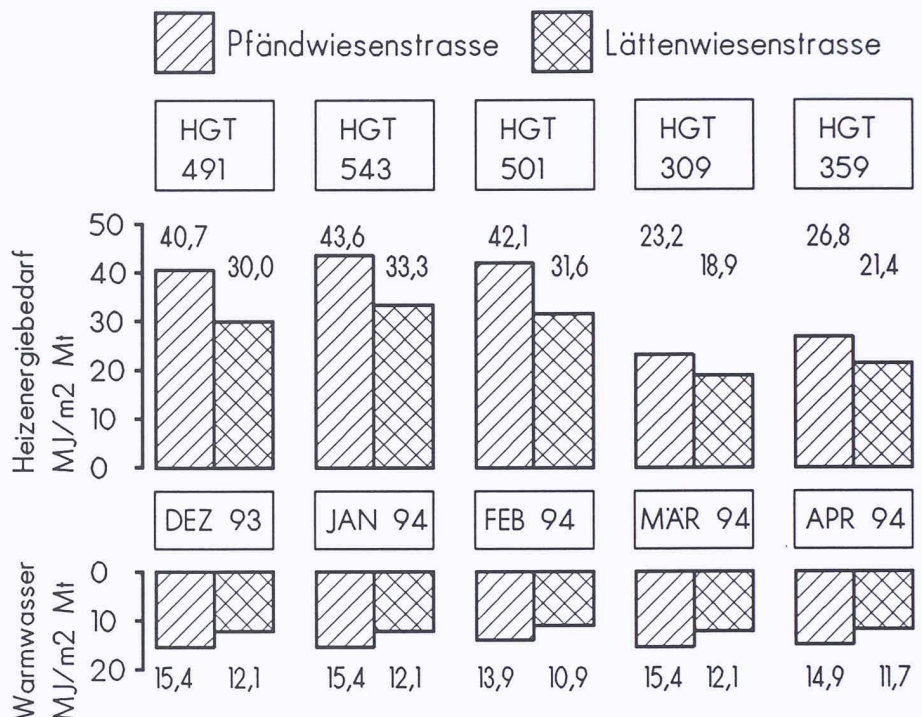 Pfändwiesenstrasse Lättenwiesenstrasse
HGT HGT HGT HGT HGT
491 543 501 309 359
Heizenergiebedarf
MJ/m2 Mt
50
40
30
20
10
0
40,7 30,0 43,6 33,3 42,1 31,6 23,2 18,9 26,8 21,4
DEZ 93 JAN 94 FEB 94 MÄR 94 APR 94
Warmwasser
MJ/m2 Mt
0
10
20
15,4 12,1 15,4 12,1 13,9 10,9 15,4 12,1 14,9 11,7